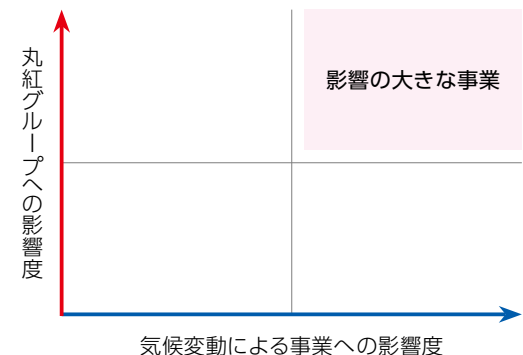 丸紅グループへの影響度
影響の大きな事業
気候変動による事業への影響度